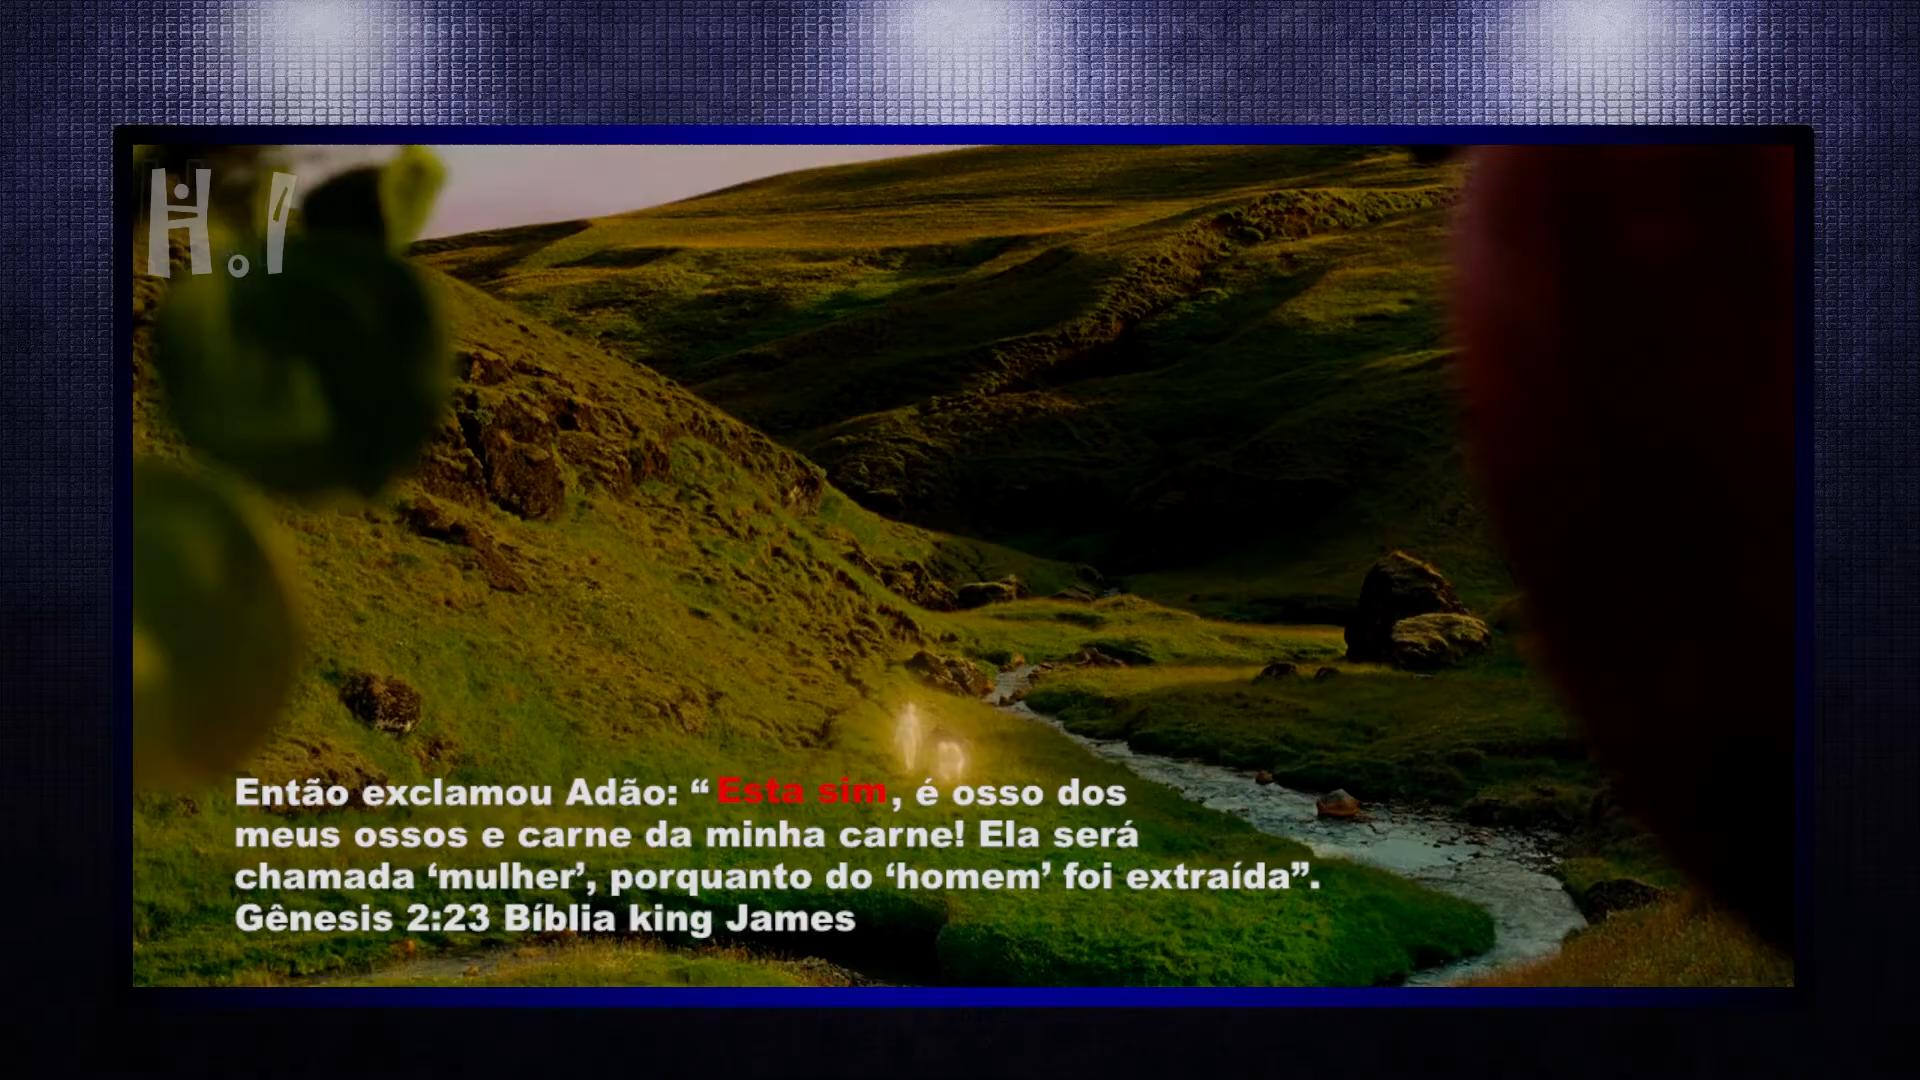 H.I
Então exclamou Adão: “Esta sim, é osso dos
meus ossos e carne da minha carne! Ela será
chamada ‘mulher’, porquanto do ‘homem’ foi extraída”.
Gênesis 2:23 Bíblia king James